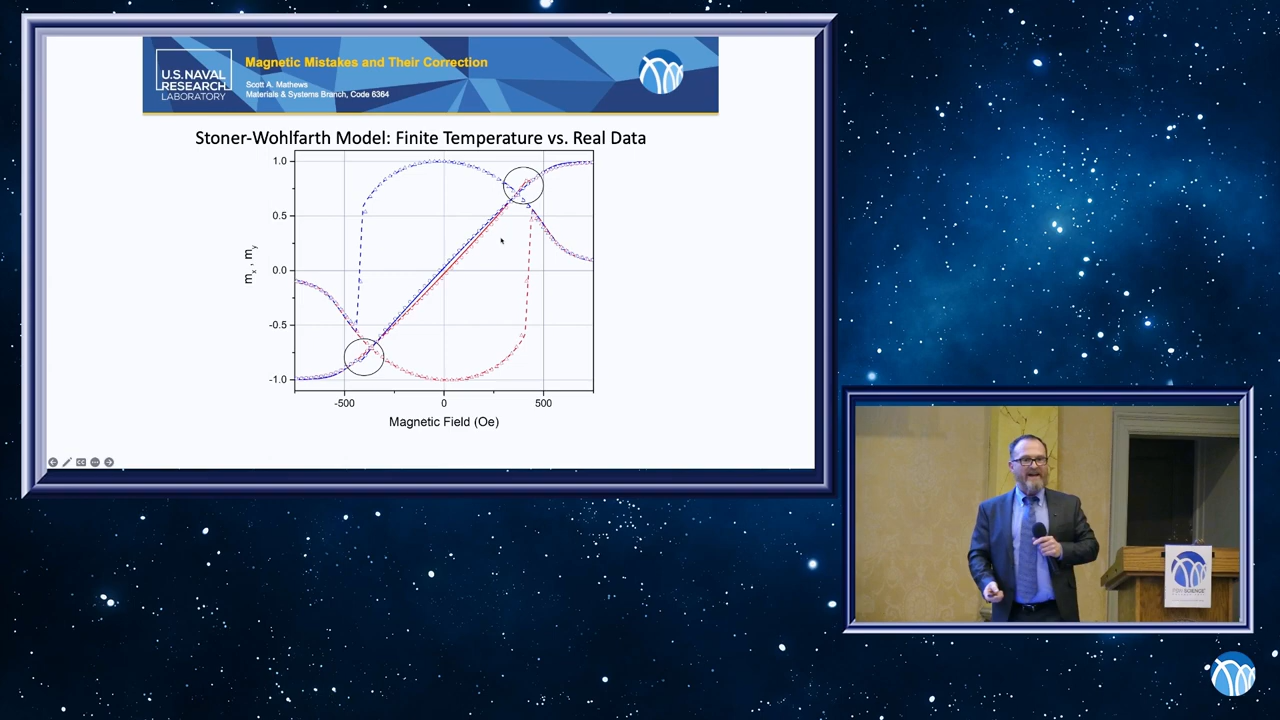 U.S. NAVAL
RESEARCH
LABORATORY
Magnetic Mistakes and Their Correction
Scott A. Mathews
Materials & Systems Branch, Code 6364
Stoner-Wohlfarth Model: Finite Temperature vs. Real Data
1.0
0.5
0.0
-0.5
-1.0
mx , my
-500
0
500
Magnetic Field (Oe)